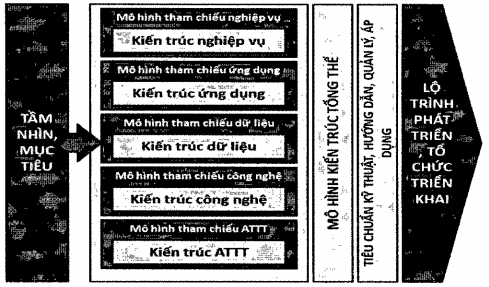 TẦM
NHÌN,
MỤC
TIÊU
Mô hình tham chiếu nghiệp vụ
Kiến trúc nghiệp vụ
Mô hình tham chiếu ứng dụng
Kiến trúc ứng dụng
Mô hình tham chiếu dữ liệu
Kiến trúc dữ liệu
Mô hình tham chiếu công nghệ
Kiến trúc công nghệ
Mô hình tham chiếu ATTT
Kiến trúc ATTT
MÔ HÌNH KIẾN TRÚC TỔNG THỂ
TIÊU CHUẨN KỸ THUẬT, HƯỚNG DẪN, QUẢN LÝ, ÁP
DỤNG
LỘ
TRÌNH
PHÁT
TRIỂN
, TỔ
CHỨC
TRIỂN
KHAI